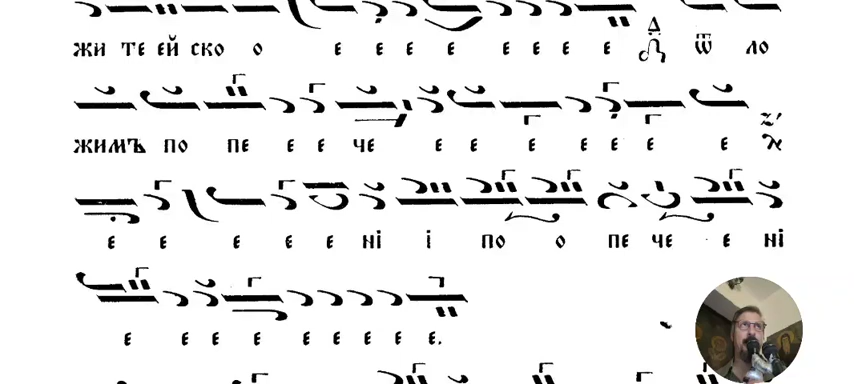 жи те ей ско о е е е е е е е е ѿ ло
жимъ по пе е е че е е е е е е е
е е е е е ні і по о пе че е ні
е е е е е е е е.